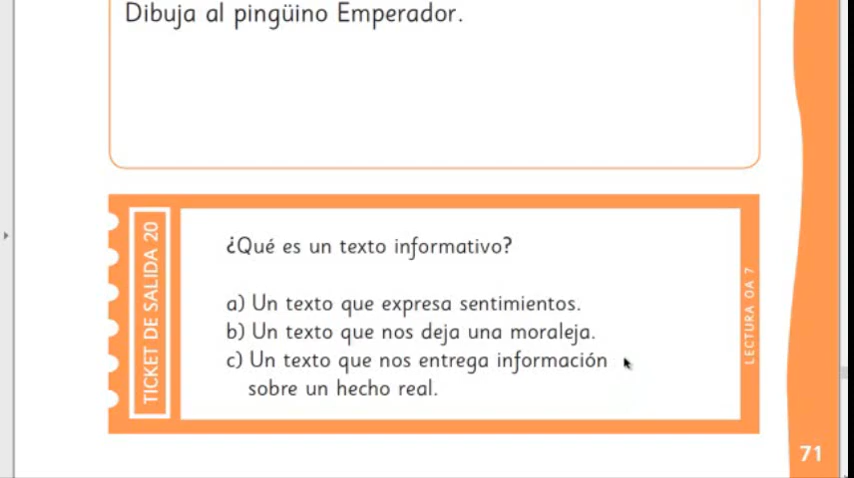 Dibuja al pingüino Emperador.
TICKET DE SALIDA 20
¿Qué es un texto informativo?
a) Un texto que expresa sentimientos.
b) Un texto que nos deja una moraleja.
c) Un texto que nos entrega información
sobre un hecho real.
LECTURA OA 7
71